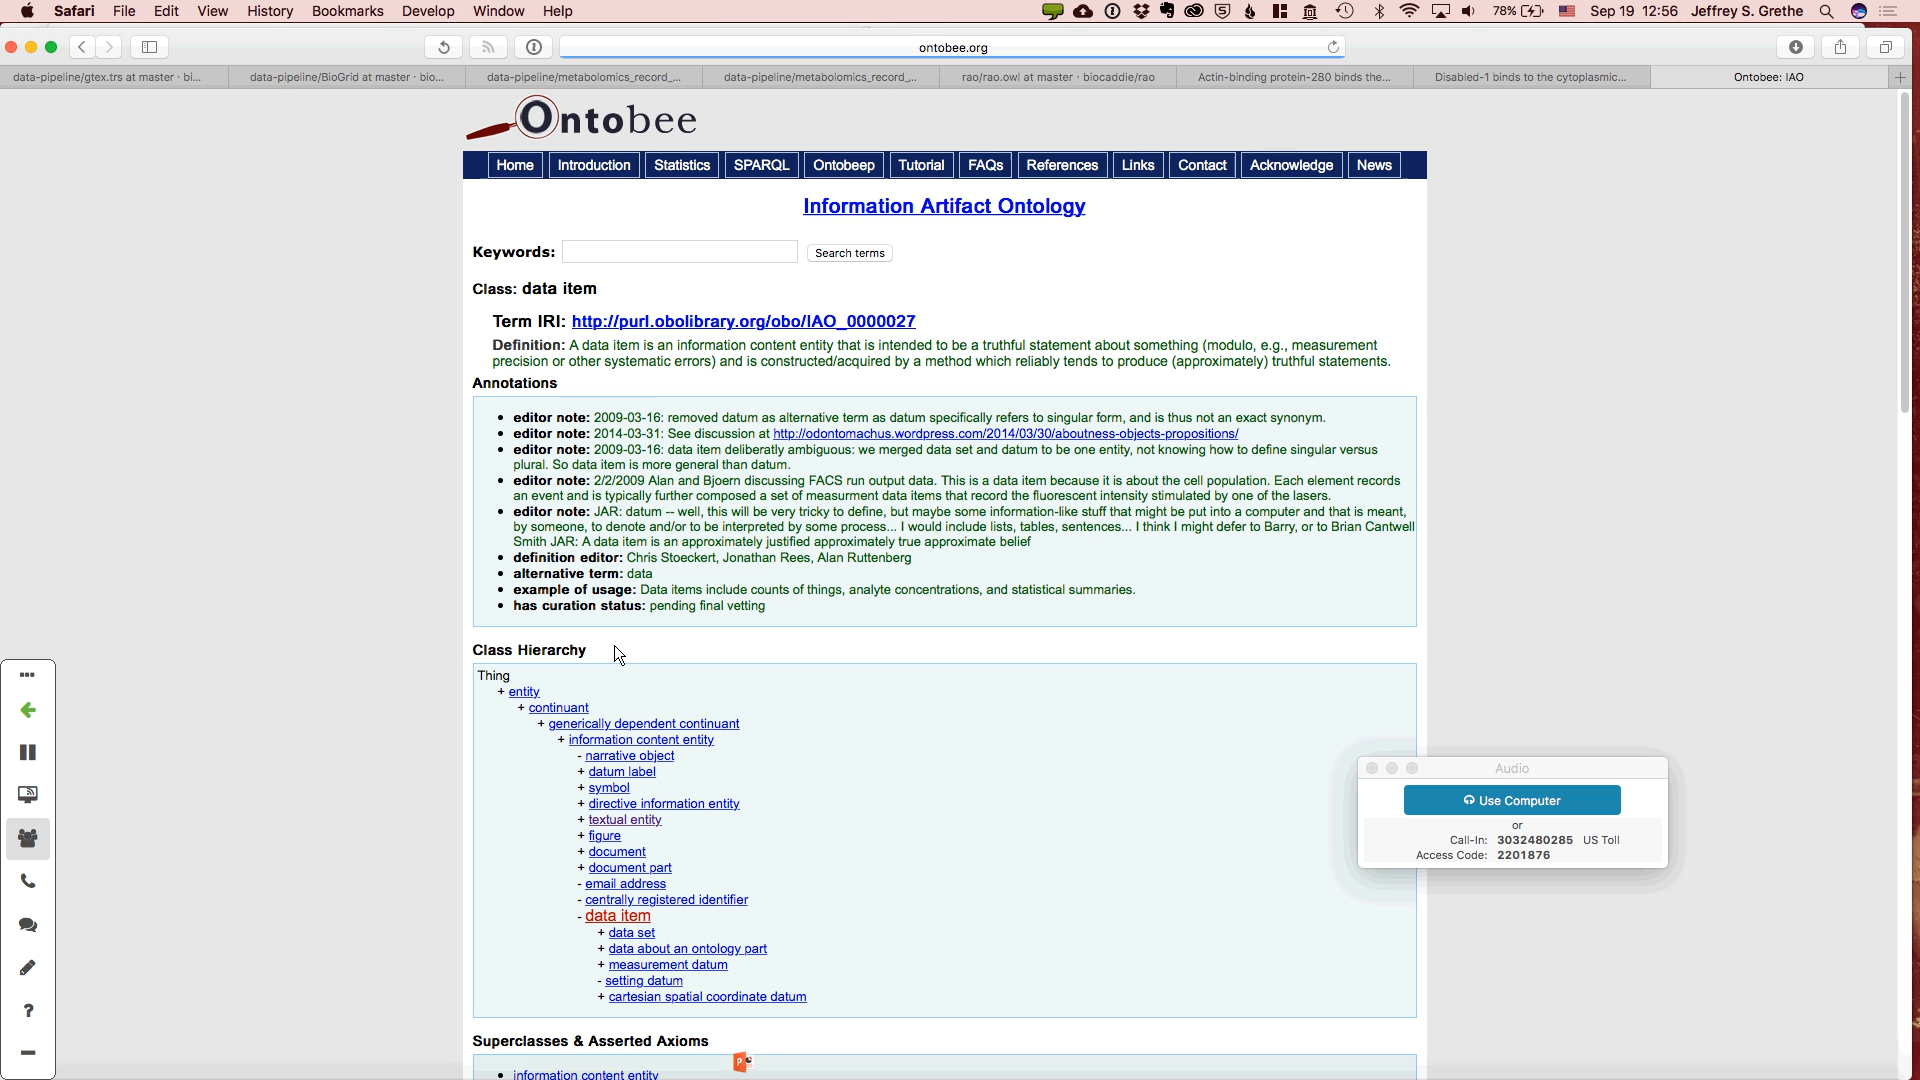 Safari File Edit View History Bookmarks Develop Window Help 78% Sep 19 12:56 Jeffrey S. Grethe
ontobee.org
data-pipeline/gtex.trs at master · bi... data-pipeline/BioGrid at master · bio... data-pipeline/metabolomics_record_... data-pipeline/metabolomics_record_... rao/rao.owl at master · biocaddie/rao Actin-binding protein-280 binds the... Disabled-1 binds to the cytoplasmic... Ontobee: IAO
Ontobee
Home Introduction Statistics SPARQL Ontobeep Tutorial FAQs References Links Contact Acknowledge News
Information Artifact Ontology
Keywords: Search terms
Class: data item
Term IRI: http://purl.obolibrary.org/obo/IAO_0000027
Definition: A data item is an information content entity that is intended to be a truthful statement about something (modulo, e.g., measurement
precision or other systematic errors) and is constructed/acquired by a method which reliably tends to produce (approximately) truthful statements.
Annotations
editor note: 2009-03-16: removed datum as alternative term as datum specifically refers to singular form, and is thus not an exact synonym.
editor note: 2014-03-31: See discussion at http://odontomachus.wordpress.com/2014/03/30/aboutness-objects-propositions/
editor note: 2009-03-16: data item deliberately ambiguous: we merged data set and datum to be one entity, not knowing how to define singular versus
plural. So data item is more general than datum.
editor note: 2/2/2009 Alan and Bjoern discussing FACS run output data. This is a data item because it is about the cell population. Each element records
an event and is typically further composed a set of measurment data items that record the fluorescent intensity stimulated by one of the lasers.
editor note: JAR: datum -- well, this will be very tricky to define, but maybe some information-like stuff that might be put into a computer and that is meant,
by someone, to denote and/or to be interpreted by some process... I would include lists, tables, sentences... I think I might defer to Barry, or to Brian Cantwell
Smith JAR: A data item is an approximately justified approximately true approximate belief
definition editor: Chris Stoeckert, Jonathan Rees, Alan Ruttenberg
alternative term: data
example of usage: Data items include counts of things, analyte concentrations, and statistical summaries.
has curation status: pending final vetting
Class Hierarchy
Thing
+ entity
+ continuant
+ generically dependent continuant
+ information content entity
- narrative object
+ datum label
+ symbol
+ directive information entity
+ textual entity
+ figure
+ document
+ document part
- email address
- centrally registered identifier
- data item
+ data set
+ data about an ontology part
+ measurement datum
- setting datum
+ cartesian spatial coordinate datum
Superclasses & Asserted Axioms
information content entity
Audio
Use Computer
or
Call-In: 3032480285 US Toll
Access Code: 2201876